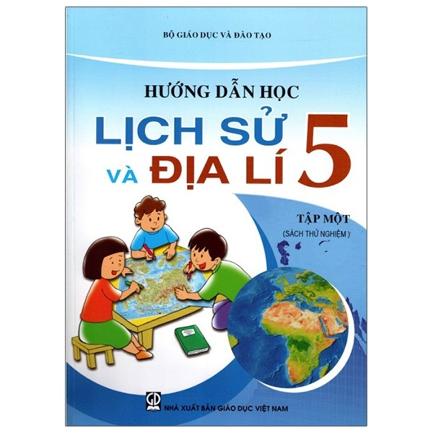 BỘ GIÁO DỤC VÀ ĐÀO TẠO
HƯỚNG DẪN HỌC
LỊCH SỬ
VÀ ĐỊA LÍ 5
TẬP MỘT
(SÁCH THỬ NGHIỆM)
NHÀ XUẤT BẢN GIÁO DỤC VIỆT NAM